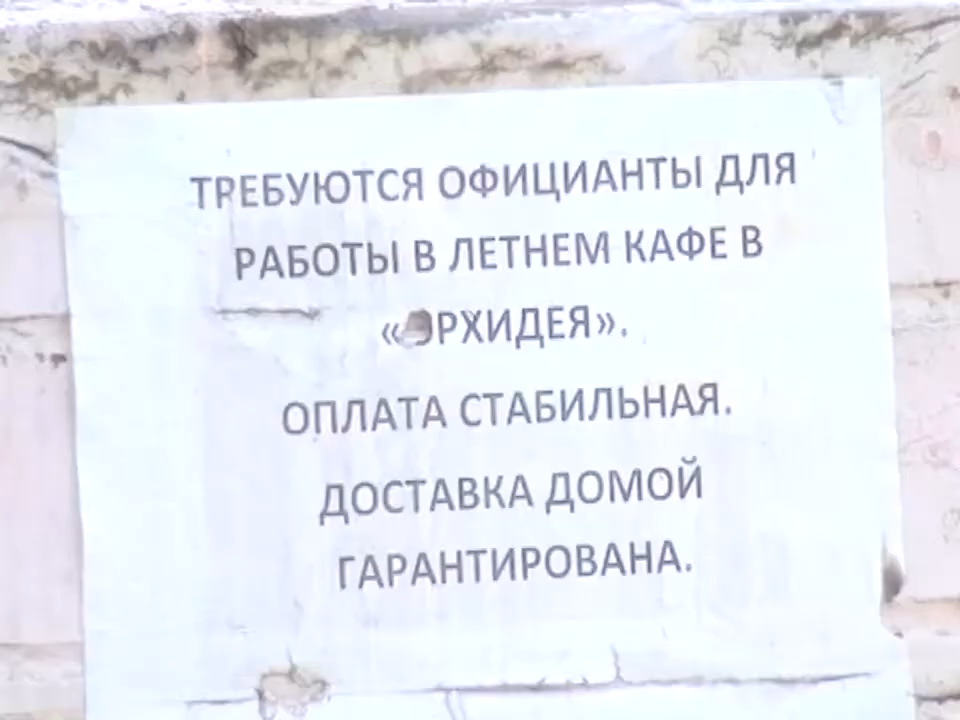 ТРЕБУЮТСЯ ОФИЦИАНТЫ ДЛЯ
РАБОТЫ В ЛЕТНЕМ КАФЕ В
«ОРХИДЕЯ».
ОПЛАТА СТАБИЛЬНАЯ.
ДОСТАВКА ДОМОЙ
ГАРАНТИРОВАНА.